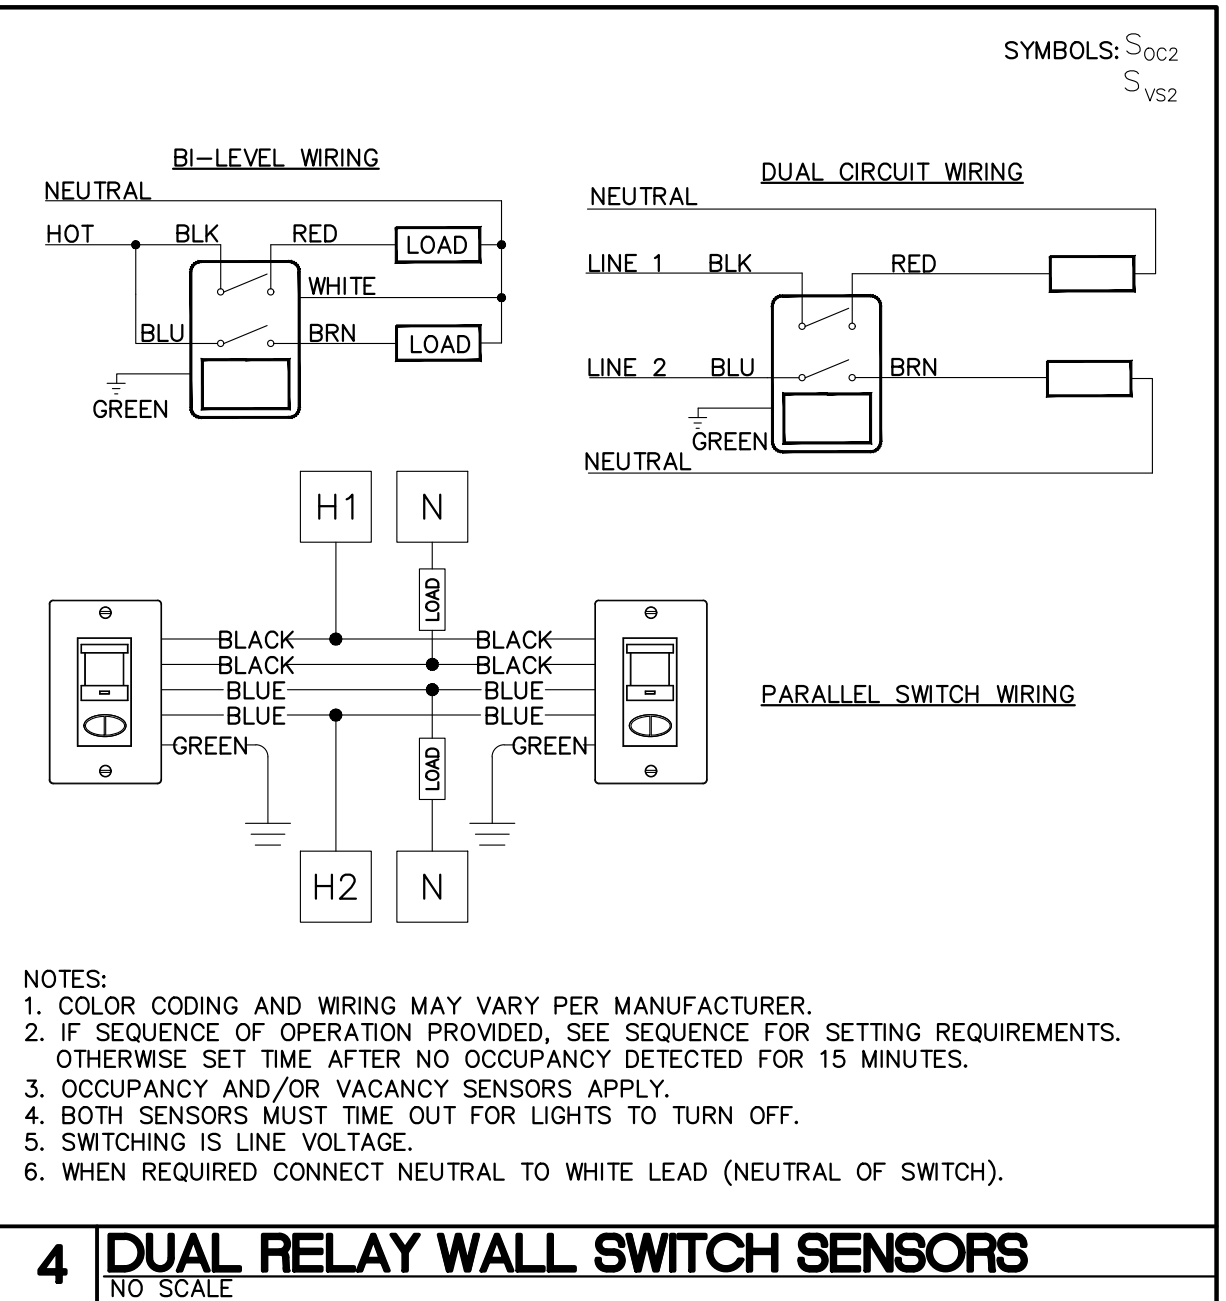 SYMBOLS: SOC2
SVS2
BI-LEVEL WIRING
NEUTRAL
HOT BLK RED LOAD
WHITE
BLU BRN LOAD
GREEN
DUAL CIRCUIT WIRING
NEUTRAL
LINE 1 BLK RED
LINE 2 BLU BRN
GREEN
NEUTRAL
H1 N
LOAD
BLACK BLACK
BLACK BLACK
BLUE BLUE
BLUE BLUE
GREEN GREEN
LOAD
H2 N
PARALLEL SWITCH WIRING
NOTES:
1. COLOR CODING AND WIRING MAY VARY PER MANUFACTURER.
2. IF SEQUENCE OF OPERATION PROVIDED, SEE SEQUENCE FOR SETTING REQUIREMENTS.
OTHERWISE SET TIME AFTER NO OCCUPANCY DETECTED FOR 15 MINUTES.
3. OCCUPANCY AND/OR VACANCY SENSORS APPLY.
4. BOTH SENSORS MUST TIME OUT FOR LIGHTS TO TURN OFF.
5. SWITCHING IS LINE VOLTAGE.
6. WHEN REQUIRED CONNECT NEUTRAL TO WHITE LEAD (NEUTRAL OF SWITCH).
4 DUAL RELAY WALL SWITCH SENSORS
NO SCALE